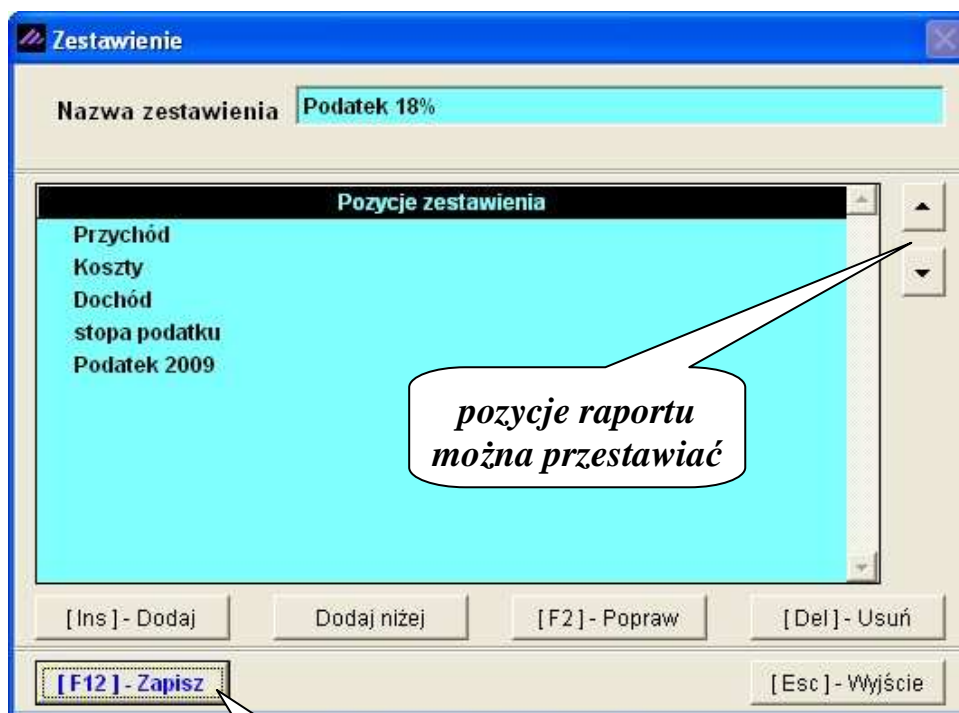 Zestawienie
Nazwa zestawienia Podatek 18%
Pozycje zestawienia
Przychód
Koszty
Dochód
stopa podatku
Podatek 2009
pozycje raportu
można przestawiać
[ Ins ] - Dodaj Dodaj niżej [ F2 ] - Popraw [ Del ] - Usuń
[ F12 ] - Zapisz [ Esc ] - Wyjście